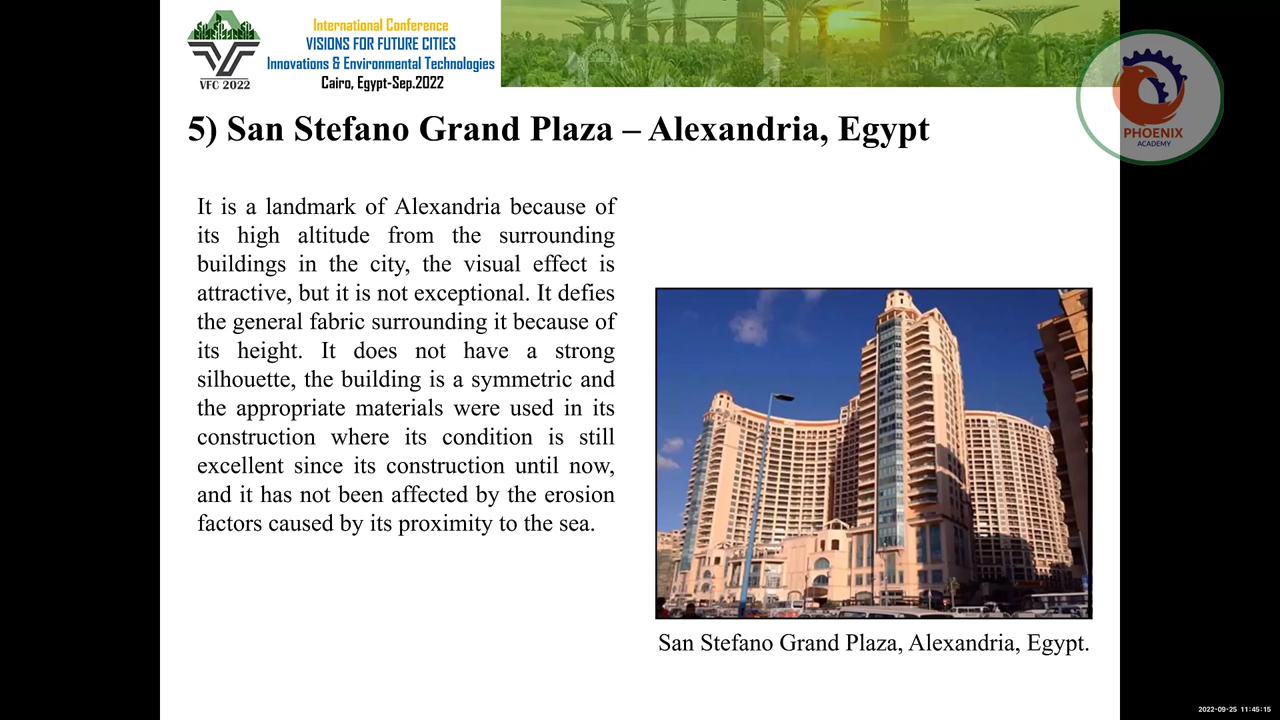 VFC 2022
International Conference
VISIONS FOR FUTURE CITIES
Innovations & Environmental Technologies
Cairo, Egypt-Sep.2022
PHOENIX
ACADEMY
5) San Stefano Grand Plaza – Alexandria, Egypt
It is a landmark of Alexandria because of
its high altitude from the surrounding
buildings in the city, the visual effect is
attractive, but it is not exceptional. It defies
the general fabric surrounding it because of
its height. It does not have a strong
silhouette, the building is a symmetric and
the appropriate materials were used in its
construction where its condition is still
excellent since its construction until now,
and it has not been affected by the erosion
factors caused by its proximity to the sea.
San Stefano Grand Plaza, Alexandria, Egypt.
2022-09-25 11:45:15